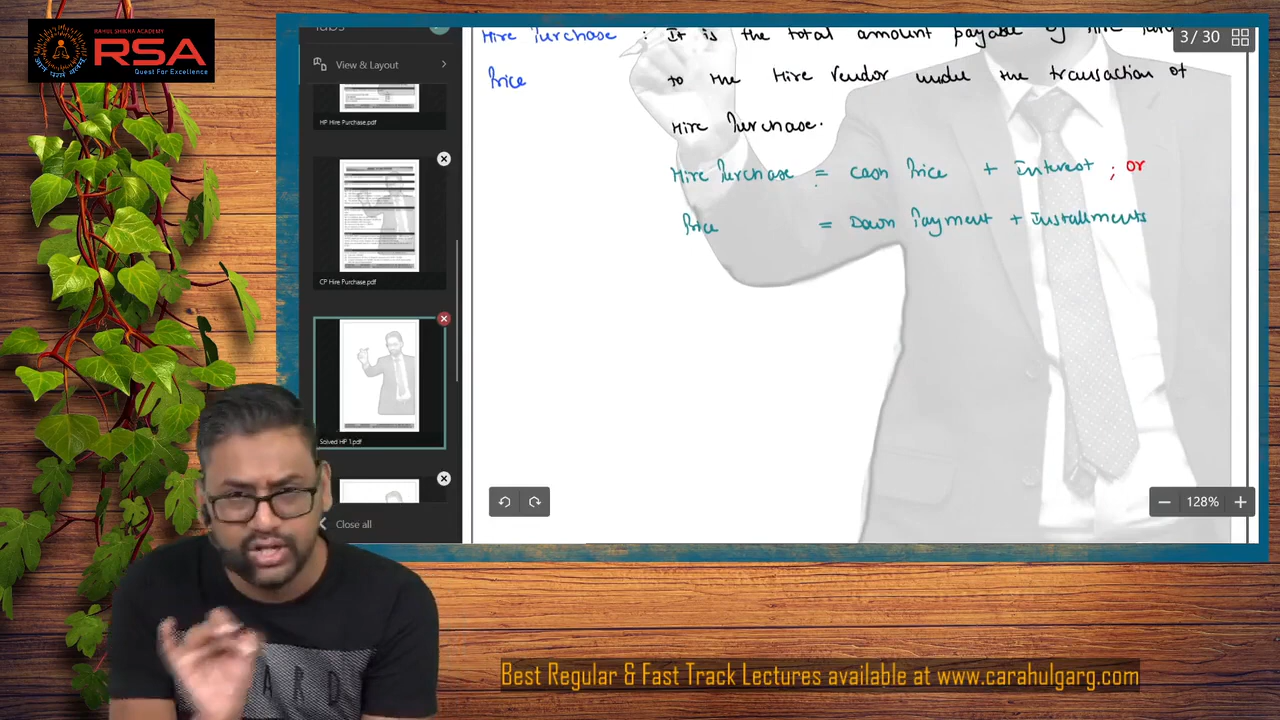 RAHUL SHUKLA ACADEMY
RSA
Quest For Excellence
View & Layout
HP Hire Purchase.pdf
CP Hire Purchase.pdf
Solved HP 1.pdf
Close all
3 / 30
Hire Purchase : It is the total amount payable by Hire
Price to the Hire Vendor under the transaction of
Hire Purchase.
Hire Purchase = Cash Price + Interest ; or
Price = Down Payment + Installments
128%
ARD
Best Regular & Fast Track Lectures available at www.carahulgarg.com